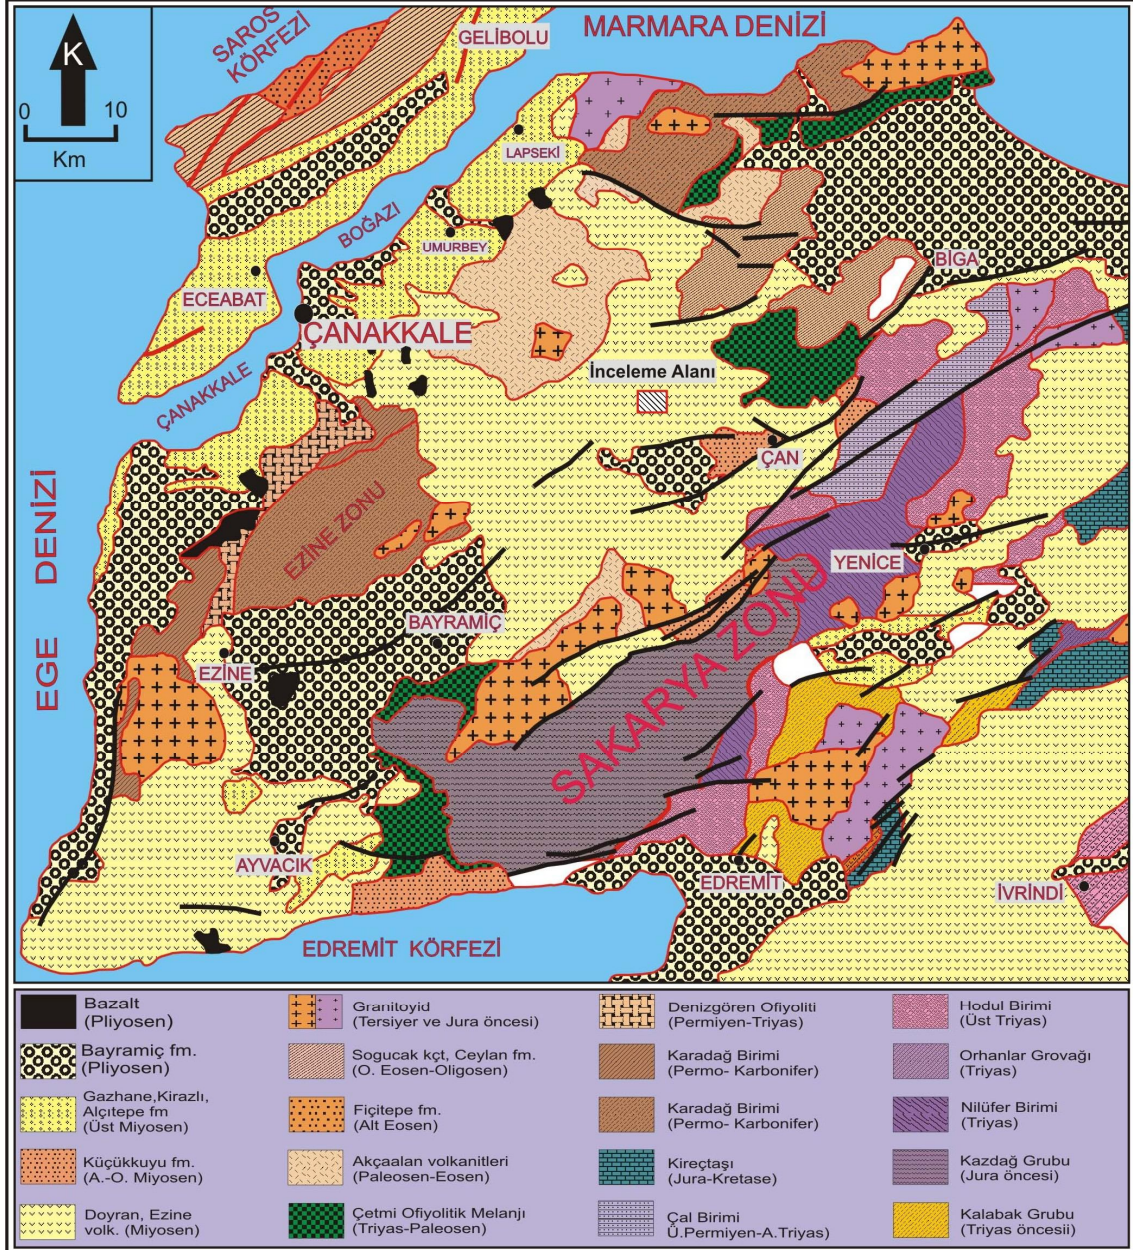 MARMARA DENİZİ
SAROS
KÖRFEZİ
GELİBOLU
K
0 10
Km
LAPSEKİ
BOĞAZI
UMURBEY
BİGA
ECEABAT
ÇANAKKALE
ÇANAKKALE
İnceleme Alanı
ÇAN
EGE DENİZİ
EZINE ZONU
YENİCE
BAYRAMİÇ
SAKARYA ZONU
EZİNE
AYVACIK
EDREMİT
İVRİNDİ
EDREMİT KÖRFEZİ
Bazalt
(Pliyosen)
Bayramiç fm.
(Pliyosen)
Gazhane,Kirazlı,
Alçıtepe fm
(Üst Miyosen)
Küçükkuyu fm.
(A.-O. Miyosen)
Doyran, Ezine
volk. (Miyosen)
Granitoyid
(Tersiyer ve Jura öncesi)
Sogucak kçt, Ceylan fm.
(O. Eosen-Oligosen)
Fiçitepe fm.
(Alt Eosen)
Akçaalan volkanitleri
(Paleosen-Eosen)
Çetmi Ofiyolitik Melanjı
(Triyas-Paleosen)
Denizgören Ofiyoliti
(Permiyen-Triyas)
Karadağ Birimi
(Permo- Karbonifer)
Karadağ Birimi
(Permo- Karbonifer)
Kireçtaşı
(Jura-Kretase)
Çal Birimi
Ü.Permiyen-A.Triyas)
Hodul Birimi
(Üst Triyas)
Orhanlar Grovağı
(Triyas)
Nilüfer Birimi
(Triyas)
Kazdağ Grubu
(Jura öncesi)
Kalabak Grubu
(Triyas öncesii)